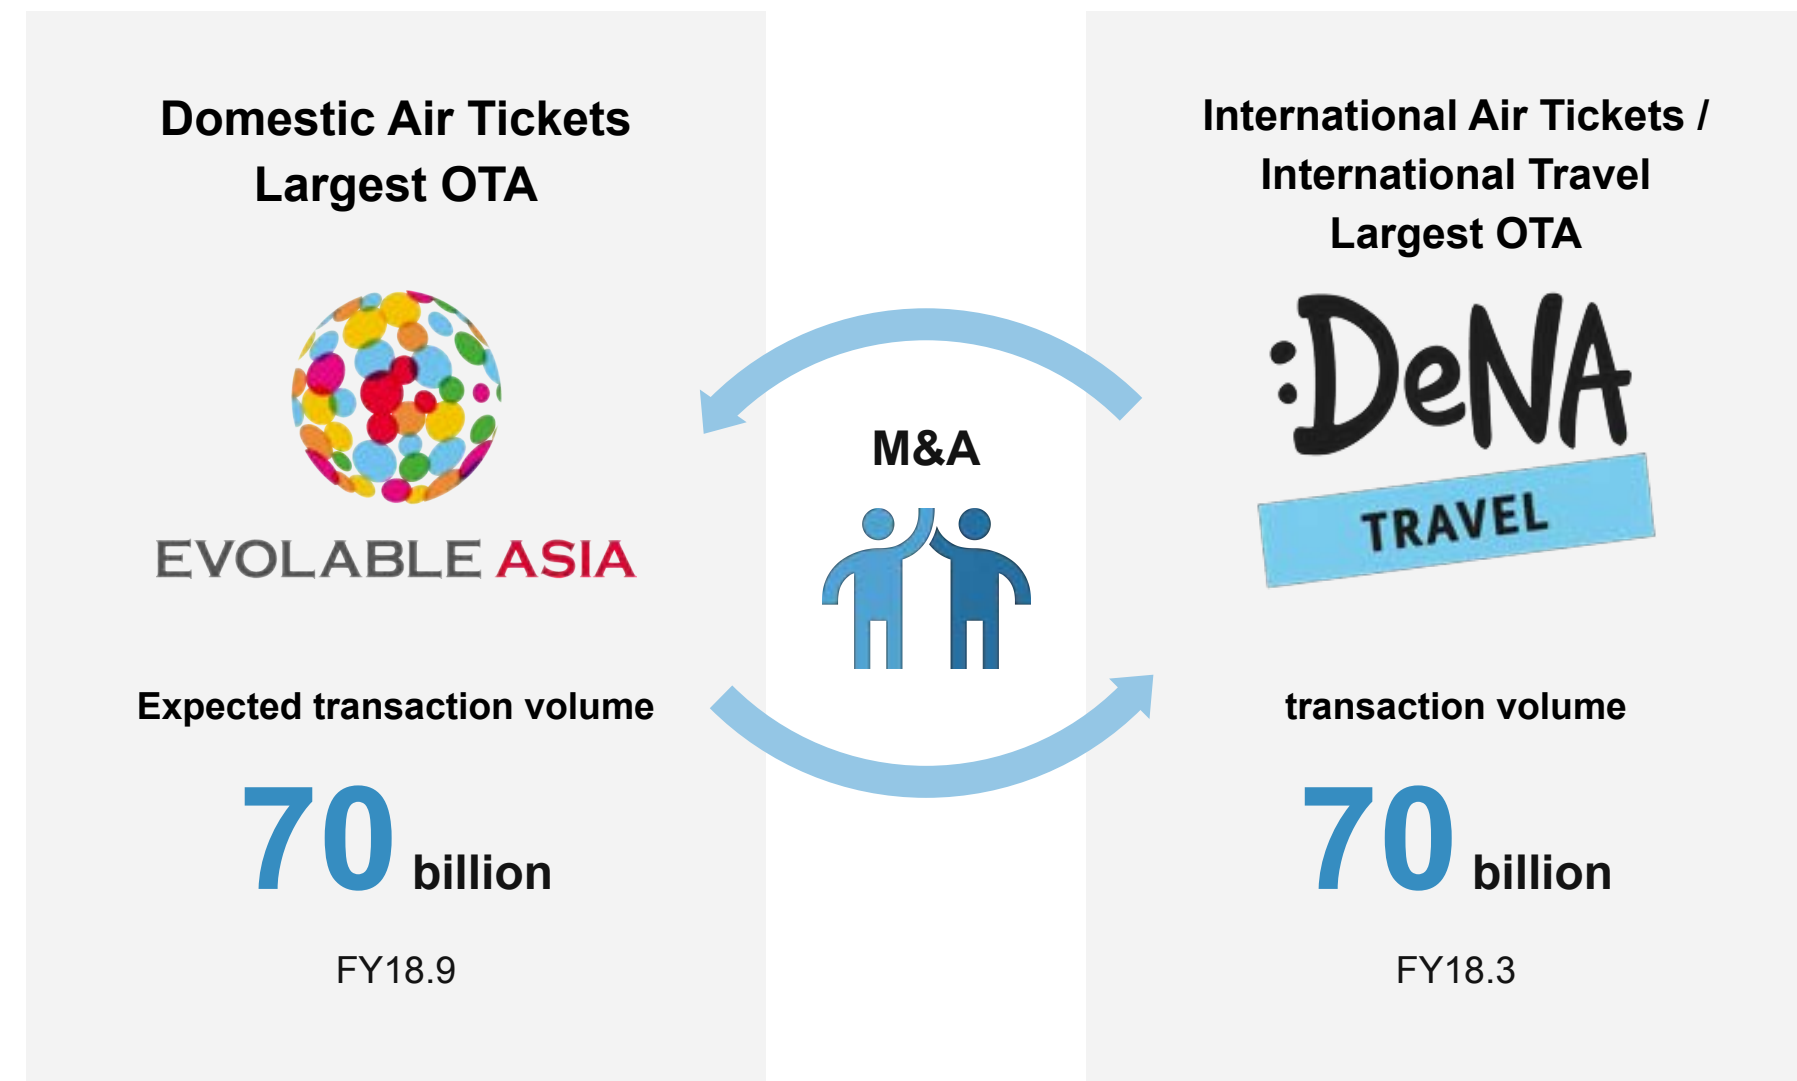 Domestic Air Tickets
Largest OTA
EVOLABLE ASIA
Expected transaction volume
70 billion
FY18.9
M&A
International Air Tickets /
International Travel
Largest OTA
:DeNA
TRAVEL
transaction volume
70 billion
FY18.3